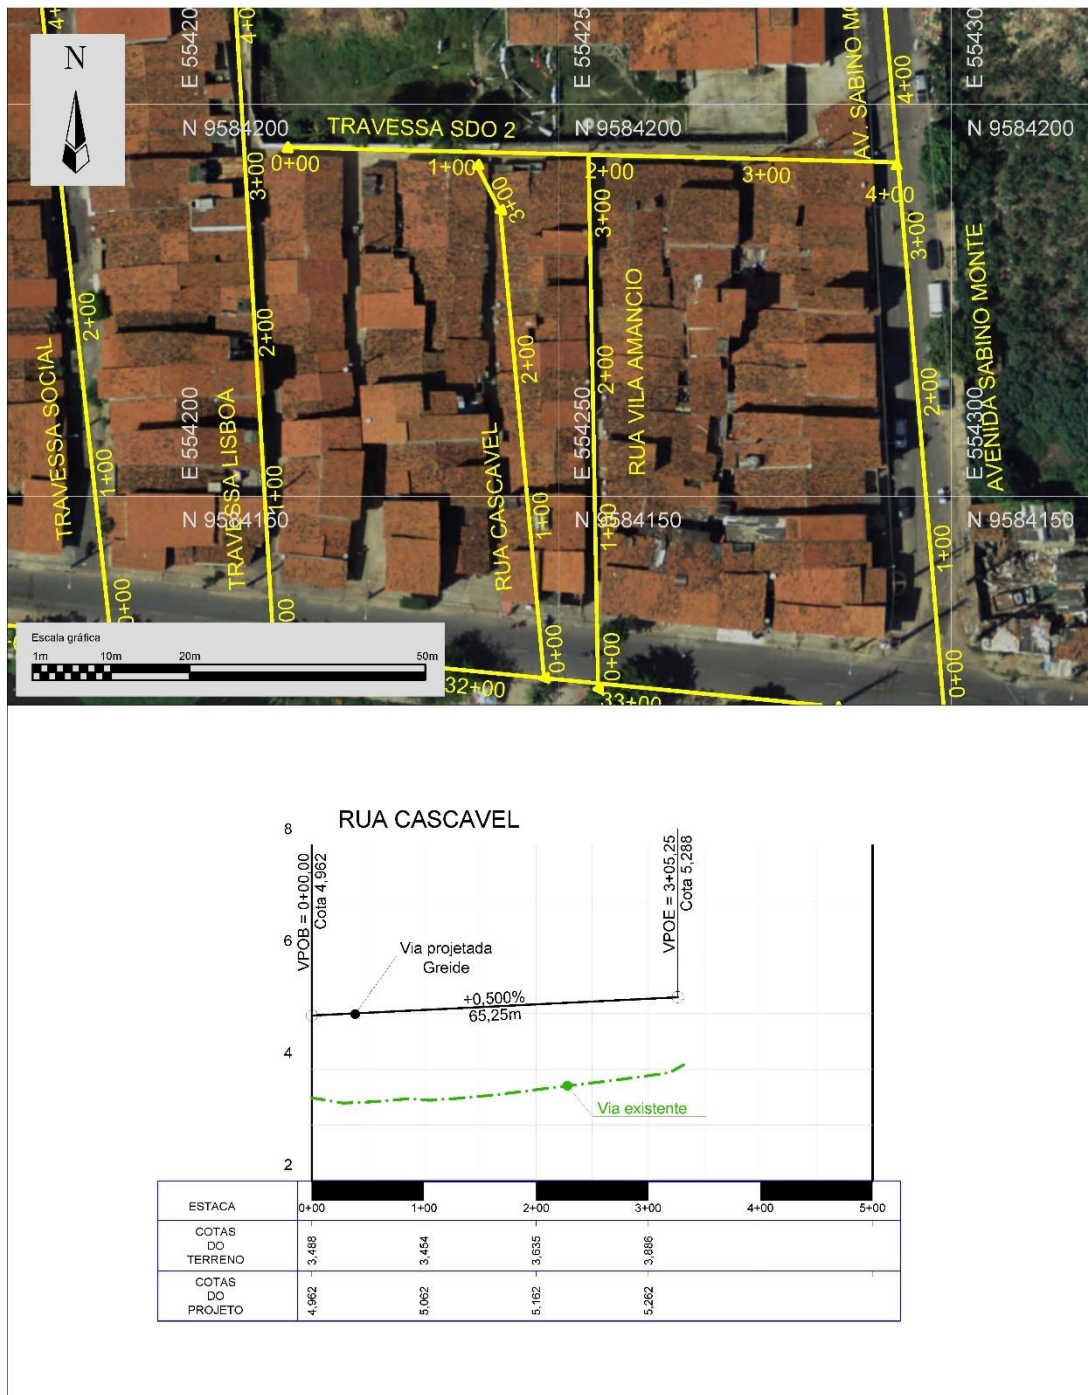 4+
E 554200
4+00
E 554250
AV. SABINO MO
4+00
E 554300
N
N 9584200
TRAVESSA SDO 2
N 9584200
N 9584200
0+00
1+00
2+00
3+00
4+00
3+00
3+00
3+00
3+00
2+00
2+00
2+00
2+00
2+00
TRAVESSA SOCIAL
TRAVESSA LISBOA
E 554200
RUA CASCAVEL
E 554250
RUA VILA AMANCIO
E 554300
AVENIDA SABINO MONTE
1+00
1+00
1+00
1+00
1+00
N 9584150
N 9584150
N 9584150
0+00
00
0+00
0+00
0+00
Escala gráfica
1m 10m 20m 50m
32+00
33+00
RUA CASCAVEL
8
6
4
2
VPOB = 0+00,00
Cota 4,962
VPOE = 3+05,25
Cota 5,288
Via projetada
Greide
+0,500%
65,25m
Via existente
ESTACA
0+00 1+00 2+00 3+00 4+00 5+00
COTAS
DO
TERRENO
3,488 3,454 3,635 3,886
COTAS
DO
PROJETO
4,962 5,062 5,162 5,262